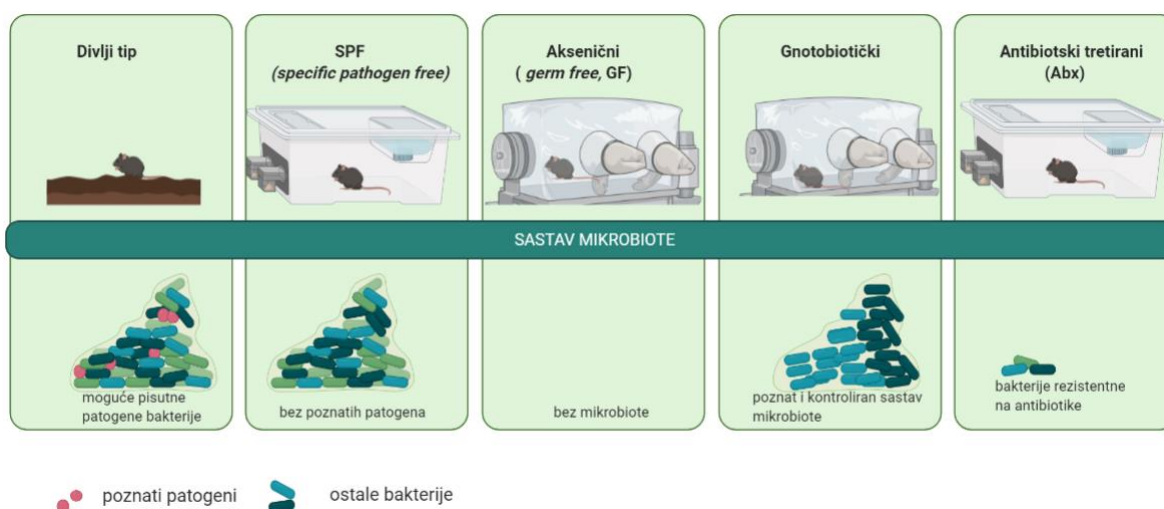 Divlji tip
SPF
(specific pathogen free)
Aksenični
( germ free, GF)
Gnotobiotički
Antibiotski tretirani
(Abx)
SASTAV MIKROBIOTE
moguće pisutne
patogene bakterije
bez poznatih patogena
bez mikrobiote
poznat i kontroliran sastav
mikrobiote
bakterije rezistentne
na antibiotike
poznati patogeni
ostale bakterije